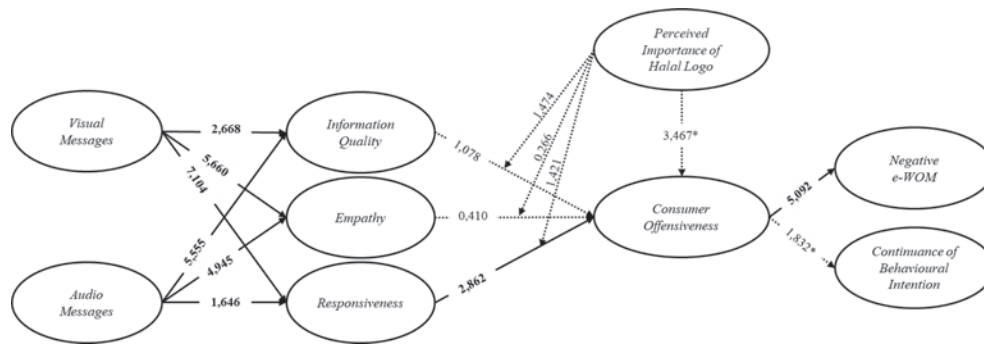 Perceived
Importance of
Halal Logo
Visual
Messages
2,668
Information
Quality
1,474
0,266
1,421
3,467*
5,660
7,104
1,078
Negative
e-WOM
5,092
Empathy
0,410
Consumer
Offensiveness
5,555
4,945
1,832*
Continuance of
Behavioural
Intention
2,862
Audio
Messages
1,646
Responsiveness